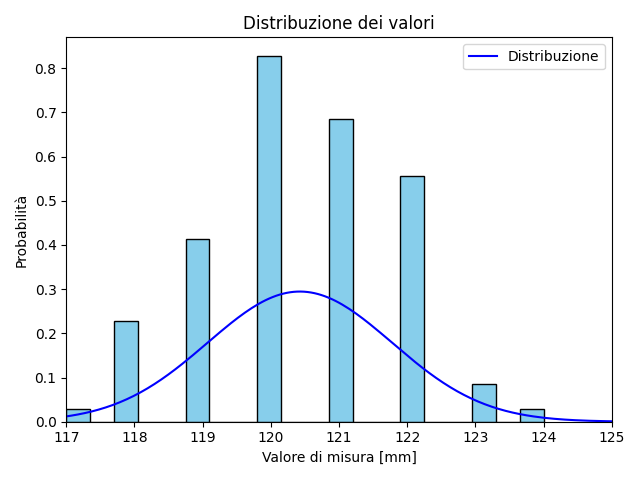 Distribuzione dei valori
Distribuzione
Probabilità
0.8
0.7
0.6
0.5
0.4
0.3
0.2
0.1
0.0
117 118 119 120 121 122 123 124 125
Valore di misura [mm]